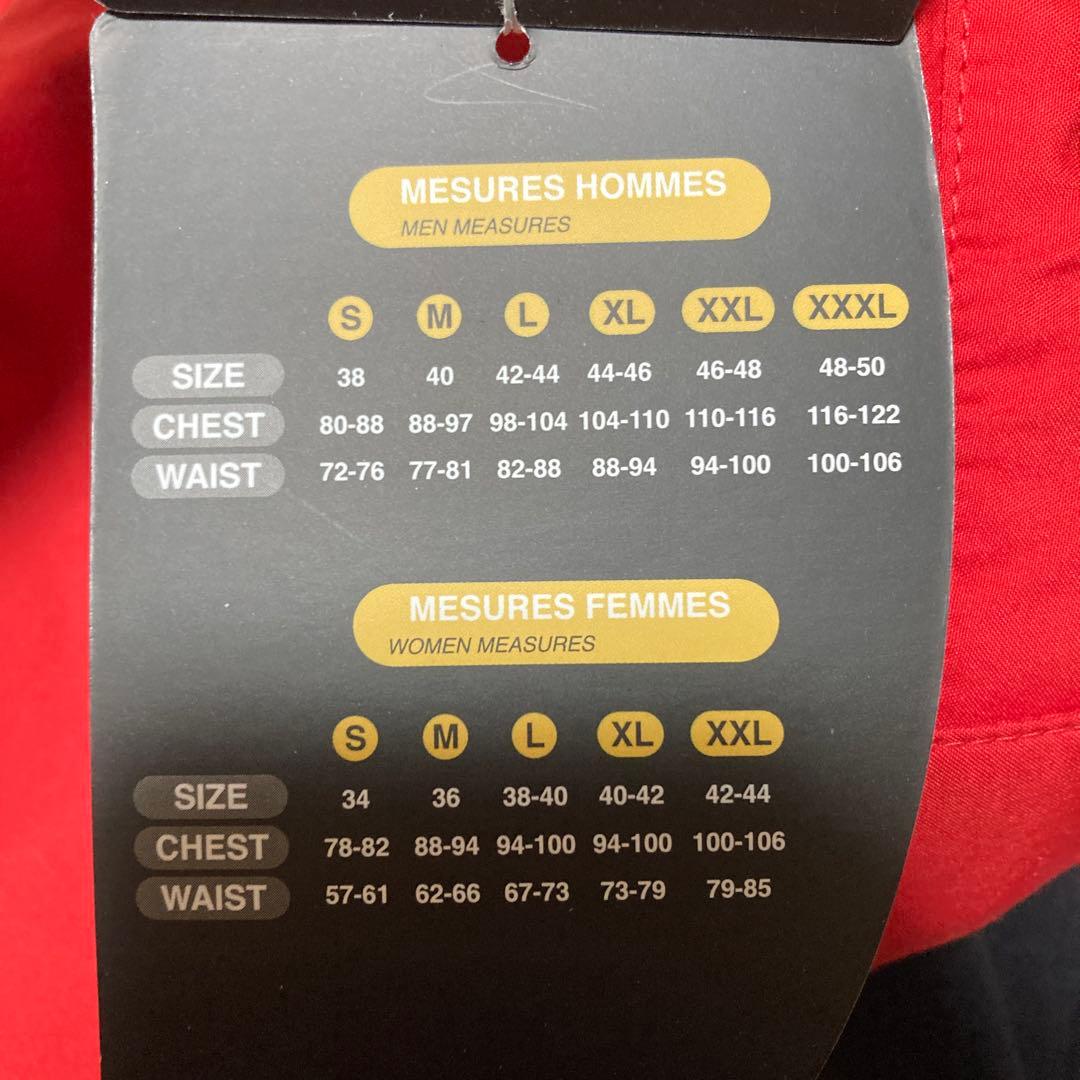 MESURES HOMMES
MEN MEASURES
S M L XL XXL XXXL
SIZE 38 40 42-44 44-46 46-48 48-50
CHEST 80-88 88-97 98-104 104-110 110-116 116-122
WAIST 72-76 77-81 82-88 88-94 94-100 100-106
MESURES FEMMES
WOMEN MEASURES
S M L XL XXL
SIZE 34 36 38-40 40-42 42-44
CHEST 78-82 88-94 94-100 94-100 100-106
WAIST 57-61 62-66 67-73 73-79 79-85